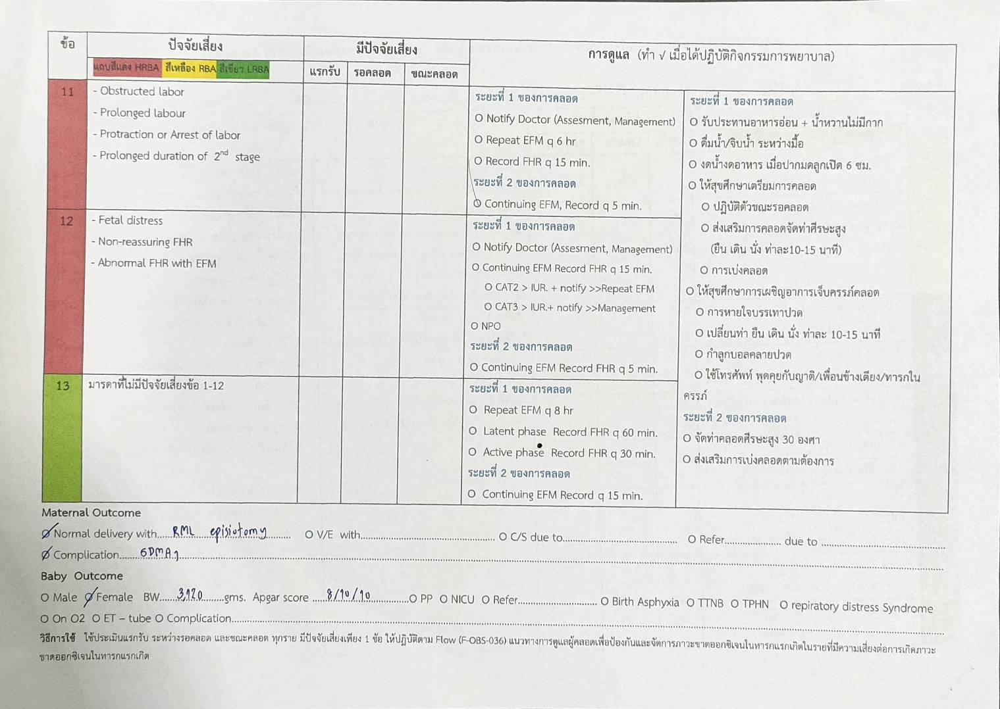 ข้อ ปัจจัยเสี่ยง มีปัจจัยเสี่ยง การดูแล (ทำ √ เมื่อได้ปฏิบัติกิจกรรมการพยาบาล)
แถบสีแดง HRBA สีเหลือง RBA สีเขียว LRBA แรกรับ รอคลอด ขณะคลอด
11
- Obstructed labor
- Prolonged labour
- Protraction or Arrest of labor
- Prolonged duration of 2nd stage
ระยะที่ 1 ของการคลอด
O Notify Doctor (Assesment, Management)
O Repeat EFM q 6 hr
O Record FHR q 15 min.
ระยะที่ 2 ของการคลอด
O Continuing EFM, Record q 5 min.
12
- Fetal distress
- Non-reassuring FHR
- Abnormal FHR with EFM
ระยะที่ 1 ของการคลอด
O Notify Doctor (Assesment, Management)
O Continuing EFM Record FHR q 15 min.
O CAT2 > IUR. + notify >>Repeat EFM
O CAT3 > IUR.+ notify >>Management
O NPO
ระยะที่ 2 ของการคลอด
O Continuing EFM Record FHR q 5 min.
13
มารดาที่ไม่มีปัจจัยเสี่ยงข้อ 1-12
ระยะที่ 1 ของการคลอด
O Repeat EFM q 8 hr
O Latent phase Record FHR q 60 min.
O Active phase Record FHR q 30 min.
ระยะที่ 2 ของการคลอด
O Continuing EFM Record q 15 min.
ระยะที่ 1 ของการคลอด
O รับประทานอาหารอ่อน + น้ำหวานไม่มีกาก
O ดื่มน้ำ/จิบน้ำ ระหว่างมื้อ
O งดน้ำงดอาหาร เมื่อปากมดลูกเปิด 6 ซม.
O ให้สุขศึกษาเตรียมการคลอด
O ปฏิบัติตัวขณะรอคลอด
O ส่งเสริมการคลอดจัดท่าศีรษะสูง
(ยืน เดิน นั่ง ท่าละ10-15 นาที)
O การเบ่งคลอด
O ให้สุขศึกษาการเผชิญอาการเจ็บครรภ์คลอด
O การหายใจบรรเทาปวด
O เปลี่ยนท่า ยืน เดิน นั่ง ท่าละ 10-15 นาที
O กำลูกบอลคลายปวด
O ใช้โทรศัพท์ พูดคุยกับญาติ/เพื่อนข้างเตียง/ทารกใน
ครรภ์
ระยะที่ 2 ของการคลอด
O จัดท่าคลอดศีรษะสูง 30 องศา
O ส่งเสริมการเบ่งคลอดตามต้องการ
Maternal Outcome
O Normal delivery with.....RML episiotomy........ O V/E with.................... O C/S due to.................... O Refer.................... due to ....................
O Complication........GDMA1....................
Baby Outcome
O Male O Female BW......3,120......gms. Apgar score ....8/10/10..........O PP O NICU O Refer.................... O Birth Asphyxia O TTNB O TPHN O repiratory distress Syndrome
O On O2 O ET – tube O Complication....................
วิธีการใช้ ใช้ประเมินแรกรับ ระหว่างรอคลอด และขณะคลอด ทุกราย มีปัจจัยเสี่ยงเพียง 1 ข้อ ให้ปฏิบัติตาม Flow (F-OBS-036) แนวทางการดูแลผู้คลอดเพื่อป้องกันและจัดการภาวะขาดออกซิเจนในทารกแรกเกิดในรายที่มีความเสี่ยงต่อการเกิดภาวะ
ขาดออกซิเจนในทารกแรกเกิด